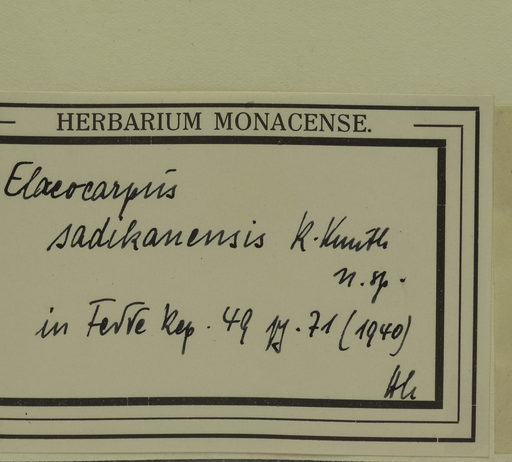 HERBARIUM MONACENSE.
Elaeocarpus
sadikanensis R. Knuth
n. sp.
in Fedde Rep. 49 pg. 71 (1940)